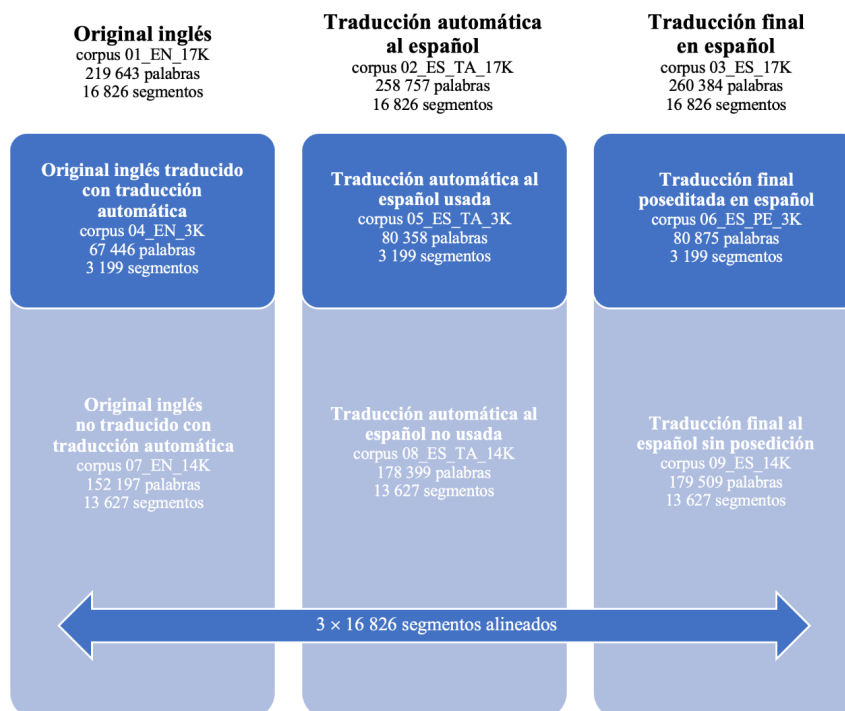 Original inglés
corpus 01_EN_17K
219 643 palabras
16 826 segmentos
Traducción automática
al español
corpus 02_ES_TA_17K
258 757 palabras
16 826 segmentos
Traducción final
en español
corpus 03_ES_17K
260 384 palabras
16 826 segmentos
Original inglés traducido
con traducción
automática
corpus 04_EN_3K
67 446 palabras
3 199 segmentos
Traducción automática al
español usada
corpus 05_ES_TA_3K
80 358 palabras
3 199 segmentos
Traducción final
poseditada en español
corpus 06_ES_PE_3K
80 875 palabras
3 199 segmentos
Original inglés
no traducido con
traducción automática
corpus 07_EN_14K
152 197 palabras
13 627 segmentos
Traducción automática al
español no usada
corpus 08_ES_TA_14K
178 399 palabras
13 627 segmentos
Traducción final al
español sin posedición
corpus 09_ES_14K
179 509 palabras
13 627 segmentos
3 × 16 826 segmentos alineados